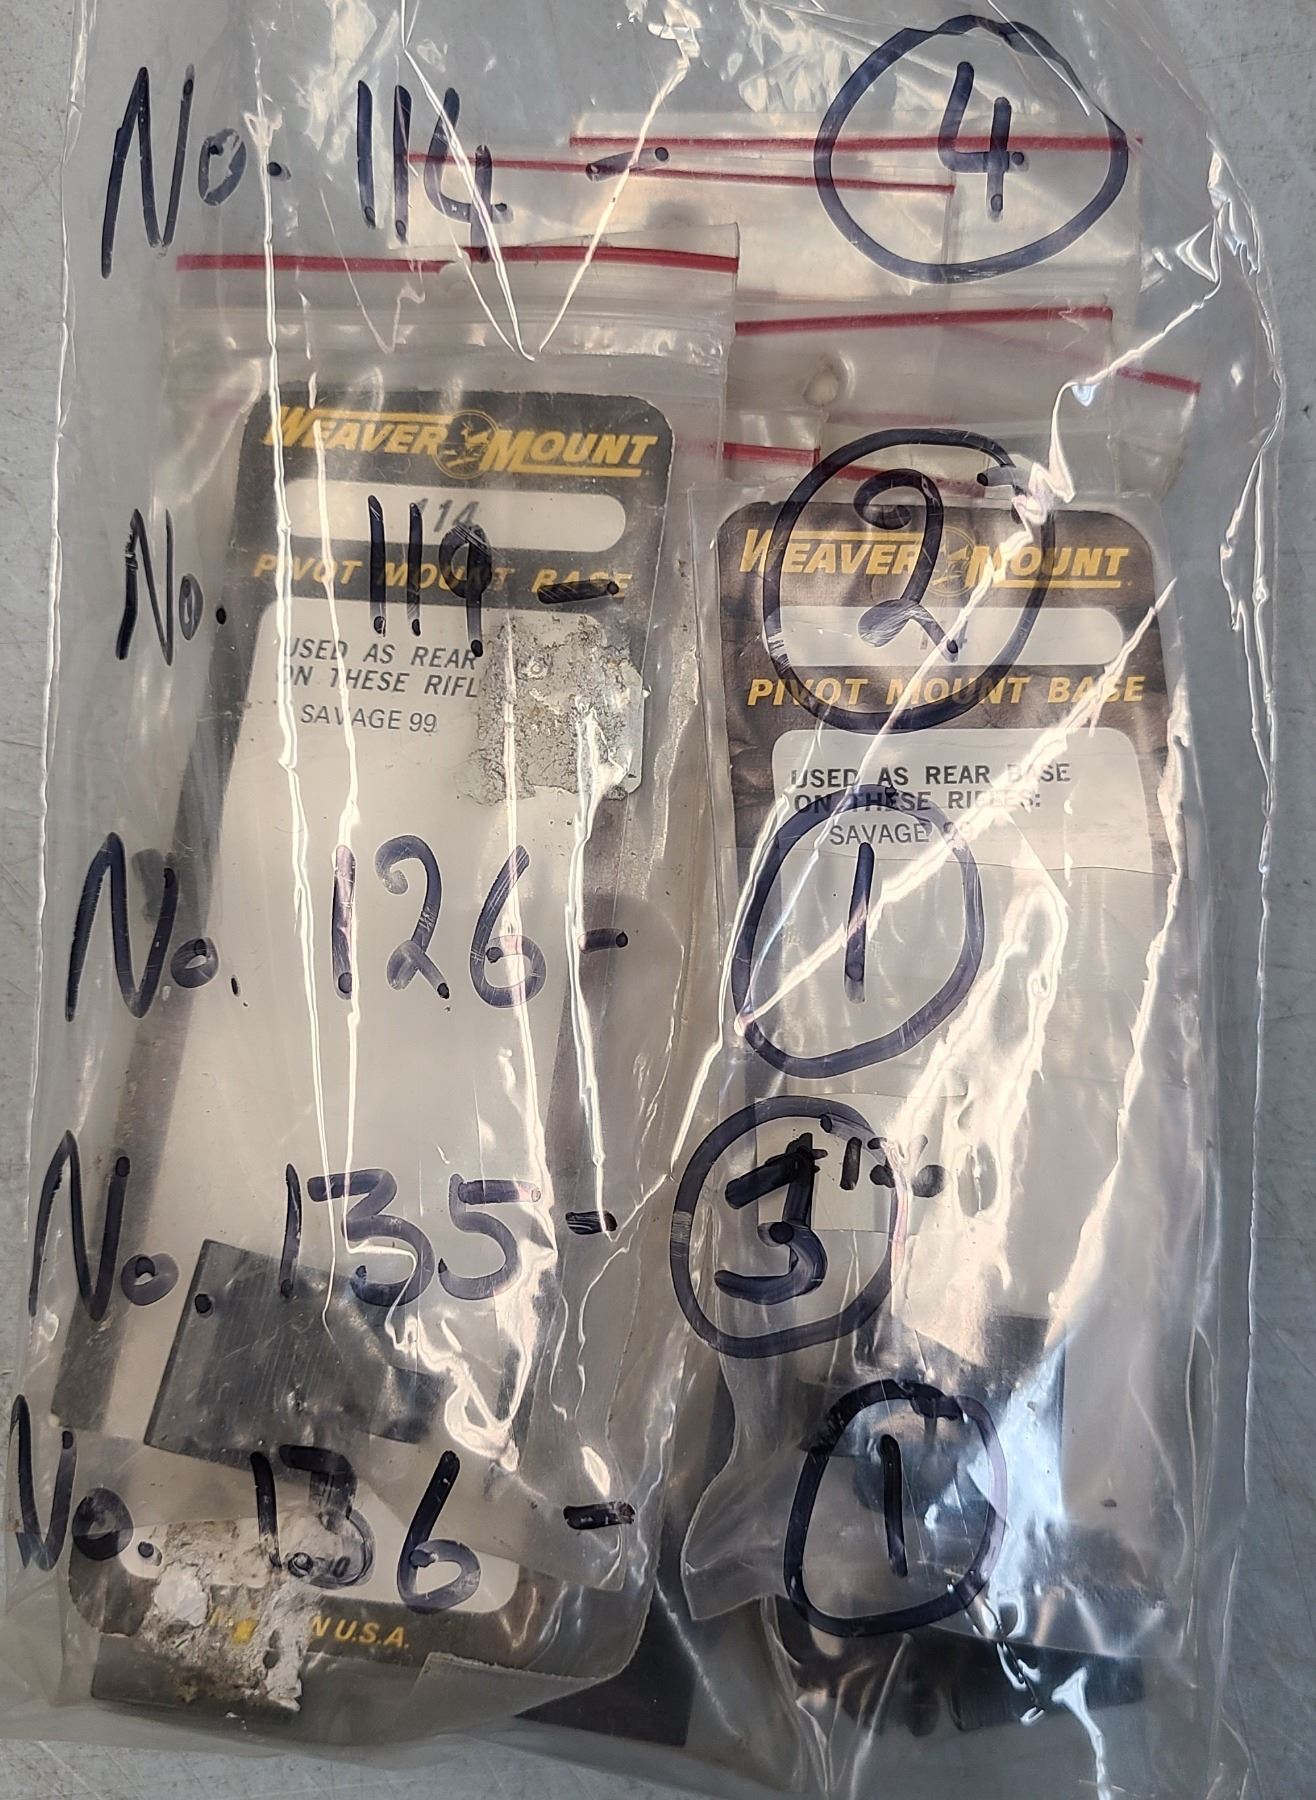 No. 114 - 4
WEAVER MOUNT
114
PIVOT MOUNT BASE
USED AS REAR
ON THESE RIFL
SAVAGE 99
No. 119 - 2
WEAVER MOUNT
PIVOT MOUNT BASE
USED AS REAR BASE
ON THESE RIFLES:
SAVAGE 99
No. 126 - 1
No. 135 - 3
No. 136 - 1
IN U.S.A.